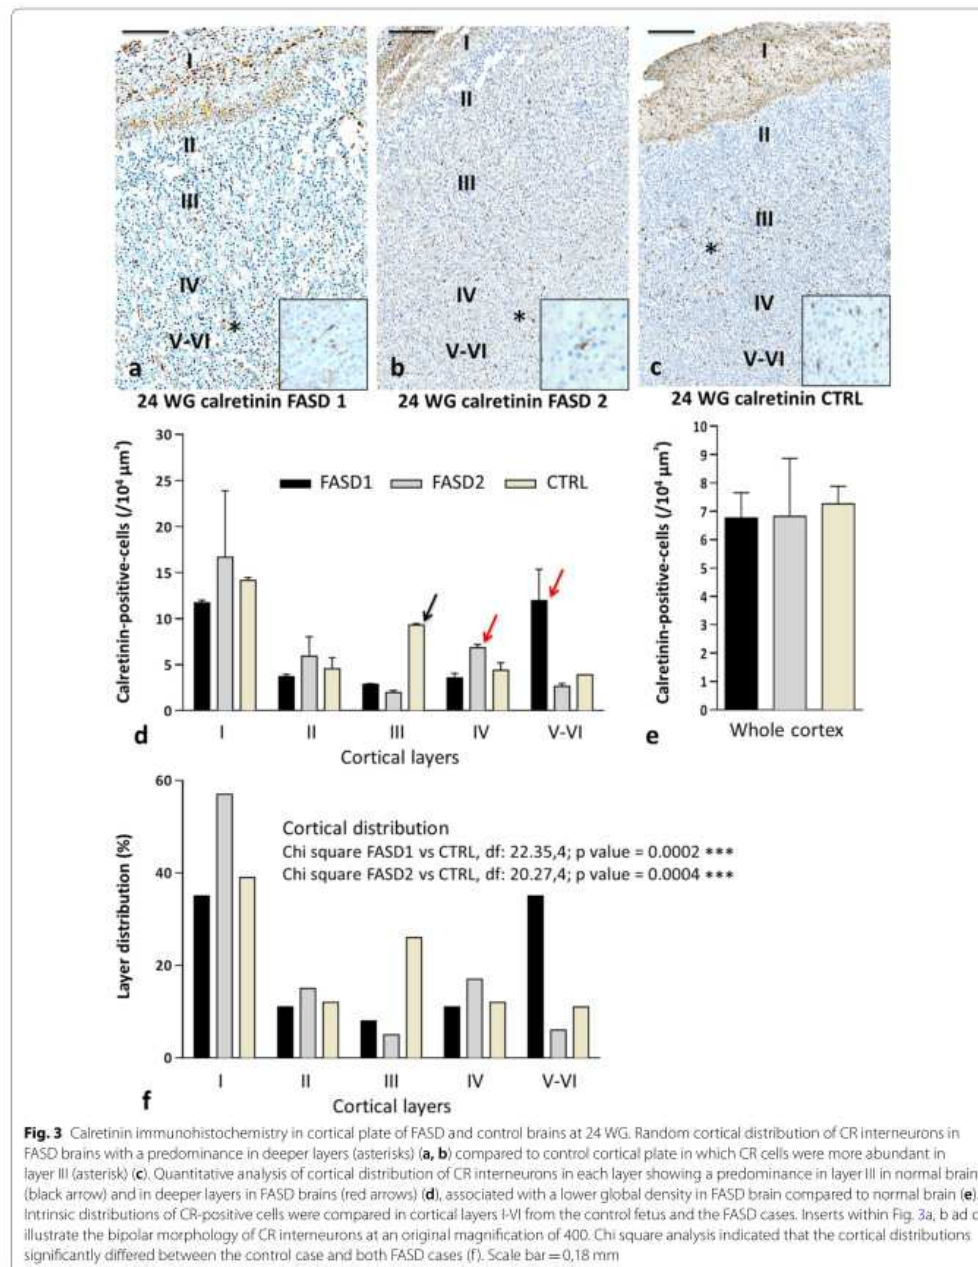 I
II
III
IV
V-VI
*
a
I
II
III
IV
*
V-VI
b
I
II
III
*
IV
V-VI
c
24 WG calretinin FASD 1
24 WG calretinin FASD 2
24 WG calretinin CTRL
Calretinin-positive-cells (/10⁴ µm²)
30
25
20
15
10
5
0
FASD1
FASD2
CTRL
I
II
III
IV
V-VI
d
Cortical layers
Calretinin-positive-cells (/10⁴ µm²)
10
9
8
7
6
5
4
3
2
1
0
e
Whole cortex
Layer distribution (%)
60
40
20
0
Cortical distribution
Chi square FASD1 vs CTRL, df: 22.35,4; p value = 0.0002 ***
Chi square FASD2 vs CTRL, df: 20.27,4; p value = 0.0004 ***
I
II
III
IV
V-VI
f
Cortical layers
Fig. 3 Calretinin immunohistochemistry in cortical plate of FASD and control brains at 24 WG. Random cortical distribution of CR interneurons in
FASD brains with a predominance in deeper layers (asterisks) (a, b) compared to control cortical plate in which CR cells were more abundant in
layer III (asterisk) (c). Quantitative analysis of cortical distribution of CR interneurons in each layer showing a predominance in layer III in normal brain
(black arrow) and in deeper layers in FASD brains (red arrows) (d), associated with a lower global density in FASD brain compared to normal brain (e).
Intrinsic distributions of CR-positive cells were compared in cortical layers I-VI from the control fetus and the FASD cases. Inserts within Fig. 3a, b ad c
illustrate the bipolar morphology of CR interneurons at an original magnification of 400. Chi square analysis indicated that the cortical distributions
significantly differed between the control case and both FASD cases (f). Scale bar = 0,18 mm